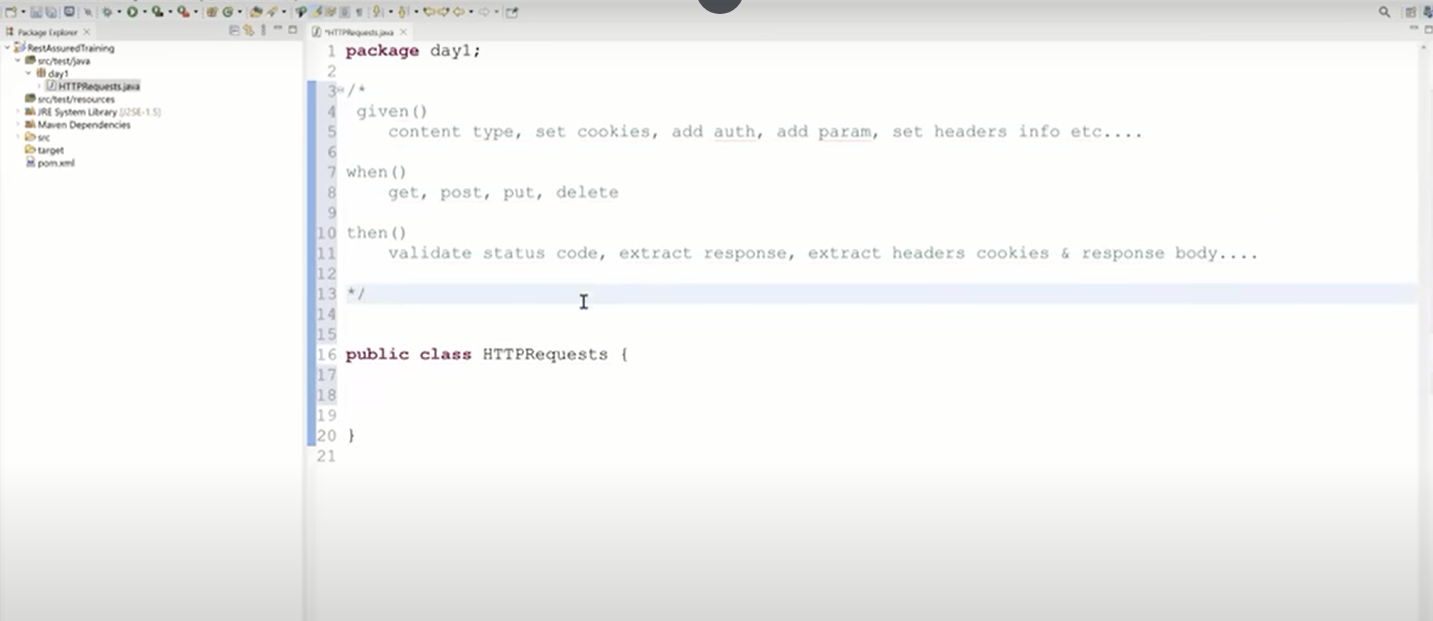 Package Explorer
RestAssuredTraining
src/test/java
day1
HTTPRequests.java
src/test/resources
JRE System Library [J2SE-1.5]
Maven Dependencies
src
target
pom.xml
*HTTPRequests.java
1 package day1;
2
3 /*
4 given()
5 content type, set cookies, add auth, add param, set headers info etc....
6
7 when()
8 get, post, put, delete
9
10 then()
11 validate status code, extract response, extract headers cookies & response body....
12
13 */
14
15
16 public class HTTPRequests {
17
18
19
20 }
21